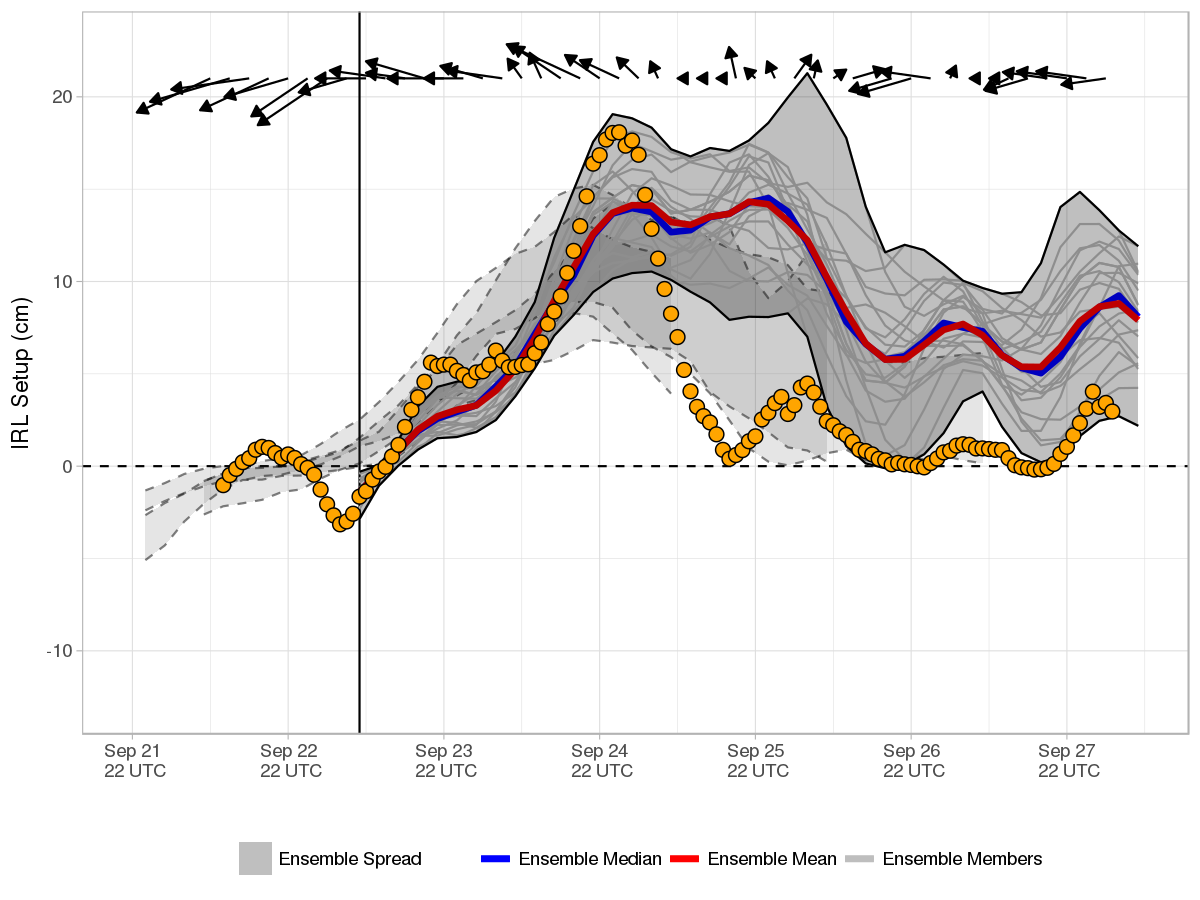 IRL Setup (cm)
20
10
0
-10
Sep 21 Sep 22 Sep 23 Sep 24 Sep 25 Sep 26 Sep 27
22 UTC 22 UTC 22 UTC 22 UTC 22 UTC 22 UTC 22 UTC
Ensemble Spread Ensemble Median Ensemble Mean Ensemble Members